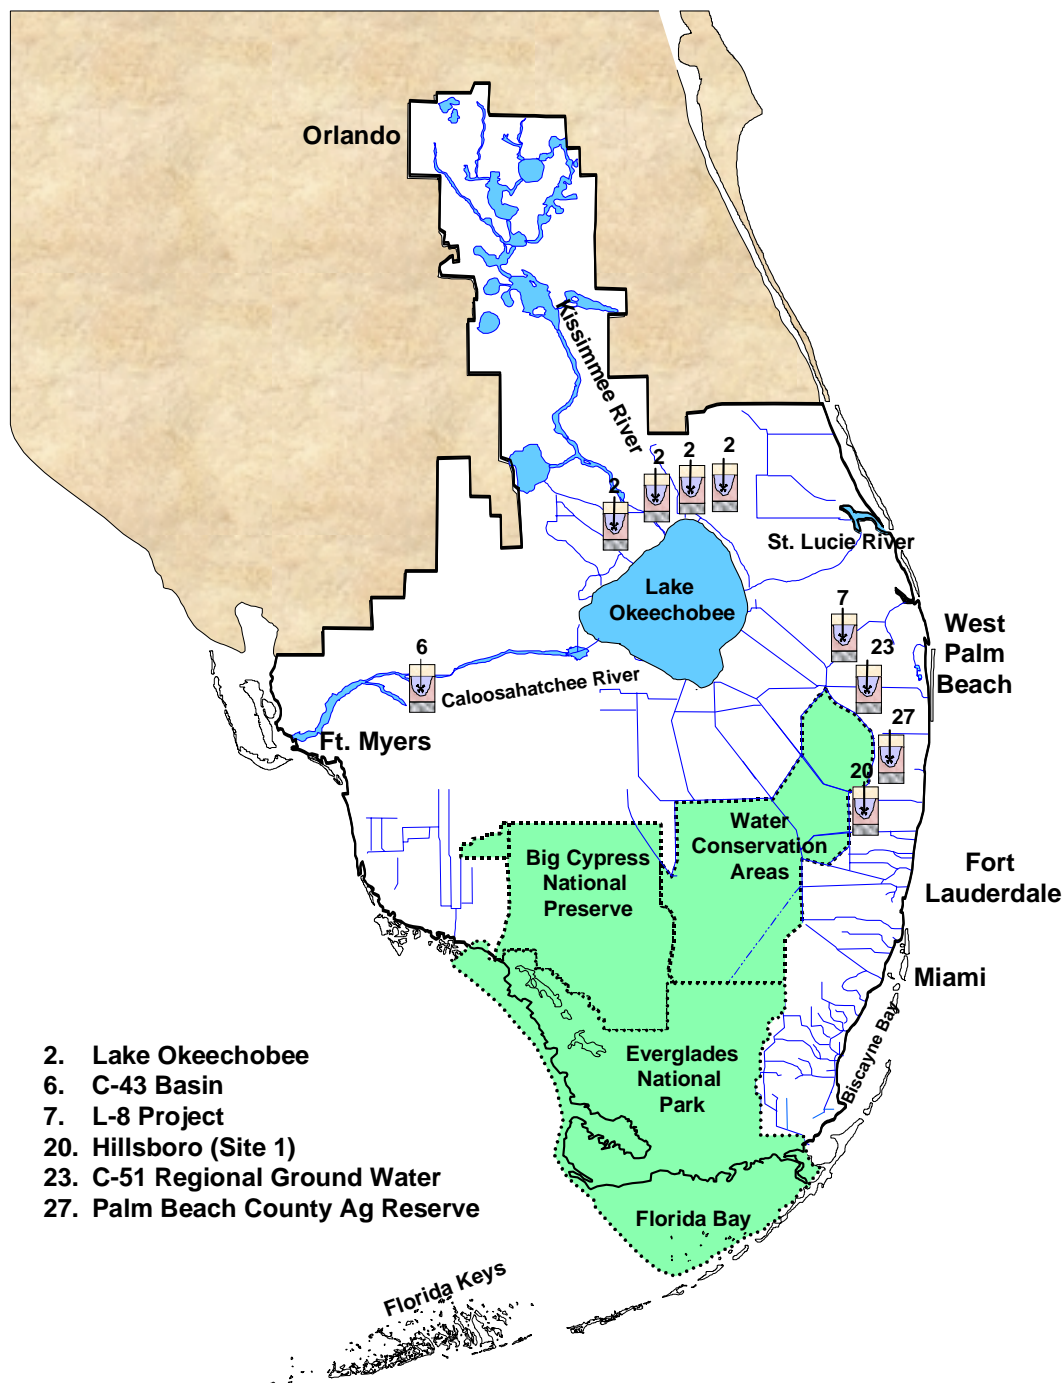 Orlando
Kissimmee River
2
2
2
2
St. Lucie River
Lake
Okeechobee
7
West
Palm
Beach
6
23
Caloosahatchee River
27
Ft. Myers
20
Water
Conservation
Areas
Big Cypress
National
Preserve
Fort
Lauderdale
Miami
Biscayne Bay
Everglades
National
Park
2. Lake Okeechobee
6. C-43 Basin
7. L-8 Project
20. Hillsboro (Site 1)
23. C-51 Regional Ground Water
27. Palm Beach County Ag Reserve
Florida Bay
Florida Keys